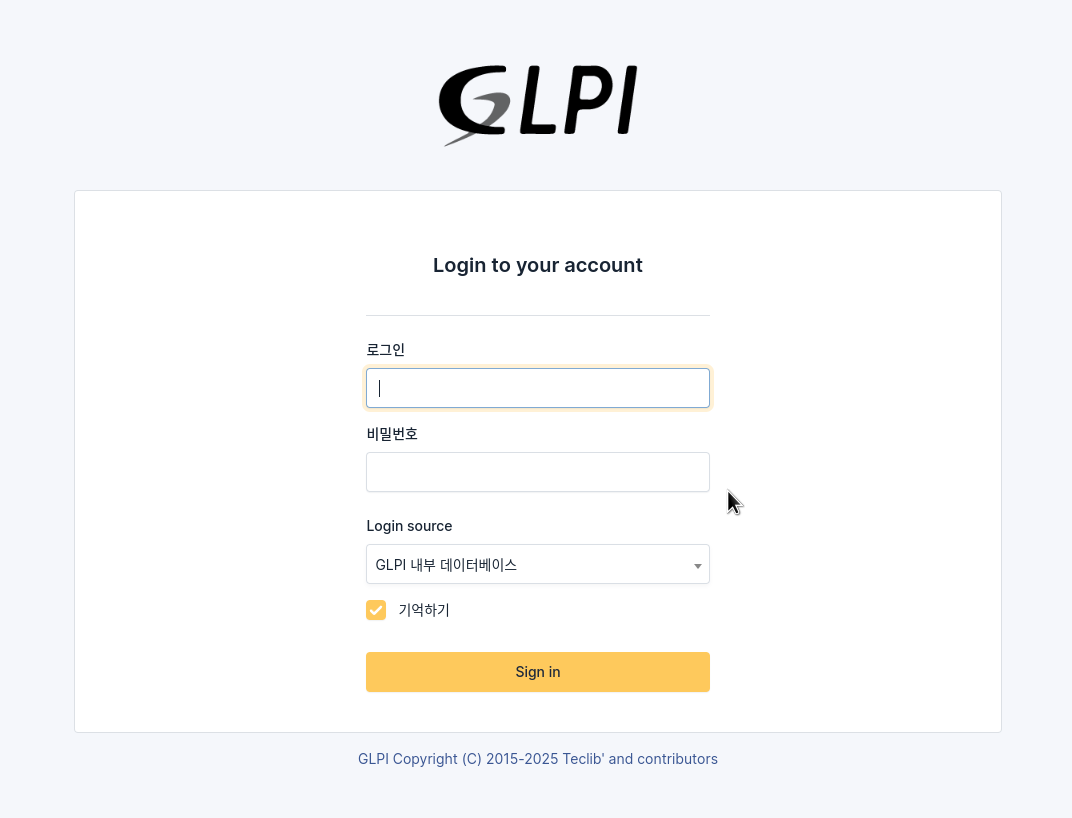 GLPI
Login to your account
로그인
비밀번호
Login source
GLPI 내부 데이터베이스
기억하기
Sign in
GLPI Copyright (C) 2015-2025 Teclib' and contributors